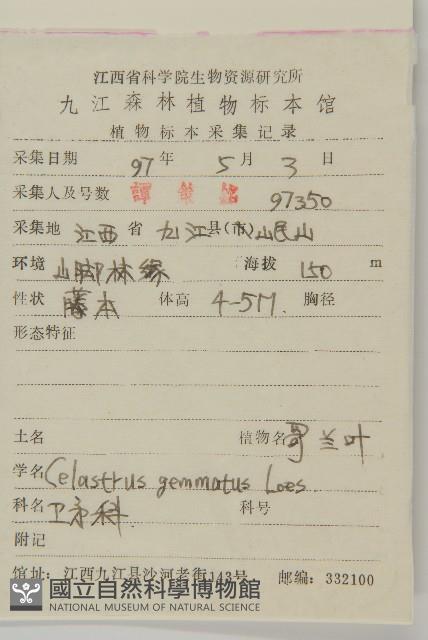 江西省科学院生物资源研究所
九江森林植物标本馆
植物标本采集记录
采集日期 97年 5月 3日
采集人及号数 譚 97350
采集地 江西 省 九江 县(市) 山
环境 山脚林缘 海拔 150 m
性状 藤本 体高 4-5M. 胸径
形态特征
土名 植物名 哥兰叶
学名 Celastrus gemmatus Loes.
科名 卫矛科 科号
附记
馆址：江西九江县沙河老街143号 邮编：332100
國立自然科學博物館
NATIONAL MUSEUM OF NATURAL SCIENCE